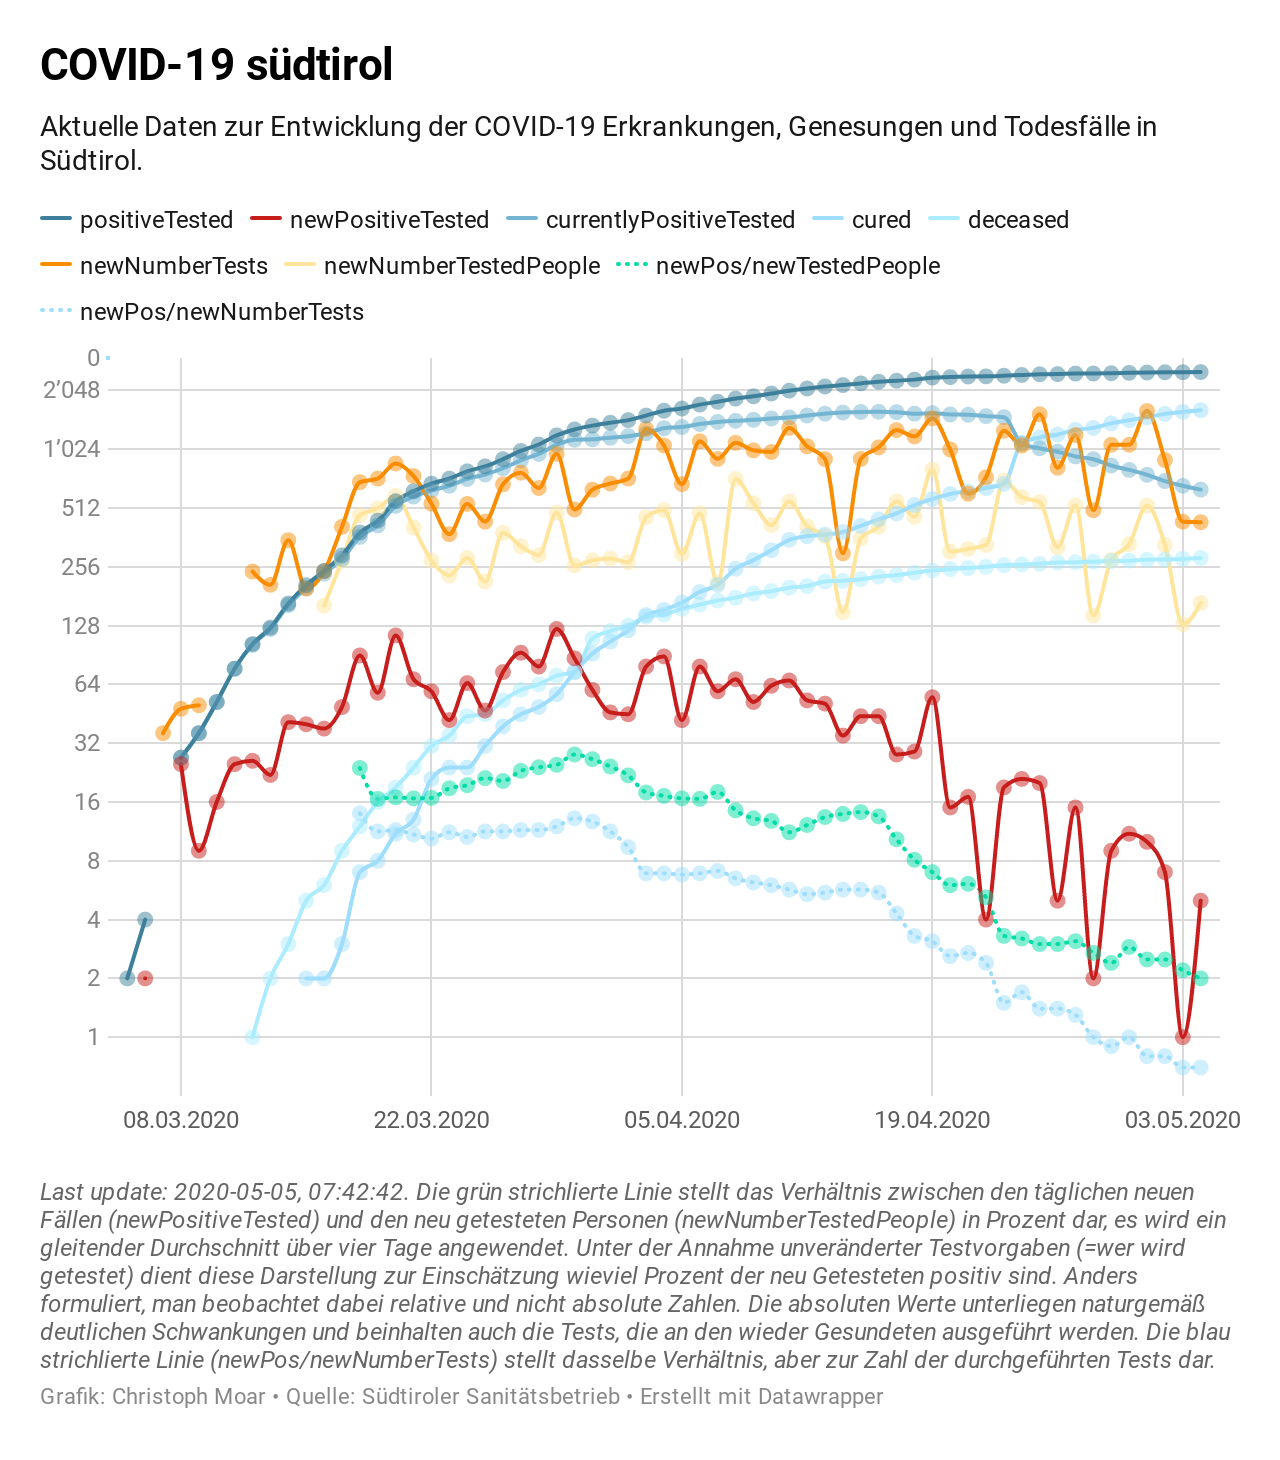 COVID-19 südtirol
Aktuelle Daten zur Entwicklung der COVID-19 Erkrankungen, Genesungen und Todesfälle in
Südtirol.
positiveTested newPositiveTested currentlyPositiveTested cured deceased
newNumberTests newNumberTestedPeople newPos/newTestedPeople
newPos/newNumberTests
0
2’048
1’024
512
256
128
64
32
16
8
4
2
1
08.03.2020 22.03.2020 05.04.2020 19.04.2020 03.05.2020
Last update: 2020-05-05, 07:42:42. Die grün strichlierte Linie stellt das Verhältnis zwischen den täglichen neuen
Fällen (newPositiveTested) und den neu getesteten Personen (newNumberTestedPeople) in Prozent dar, es wird ein
gleitender Durchschnitt über vier Tage angewendet. Unter der Annahme unveränderter Testvorgaben (=wer wird
getestet) dient diese Darstellung zur Einschätzung wieviel Prozent der neu Getesteten positiv sind. Anders
formuliert, man beobachtet dabei relative und nicht absolute Zahlen. Die absoluten Werte unterliegen naturgemäß
deutlichen Schwankungen und beinhalten auch die Tests, die an den wieder Gesundeten ausgeführt werden. Die blau
strichlierte Linie (newPos/newNumberTests) stellt dasselbe Verhältnis, aber zur Zahl der durchgeführten Tests dar.
Grafik: Christoph Moar • Quelle: Südtiroler Sanitätsbetrieb • Erstellt mit Datawrapper